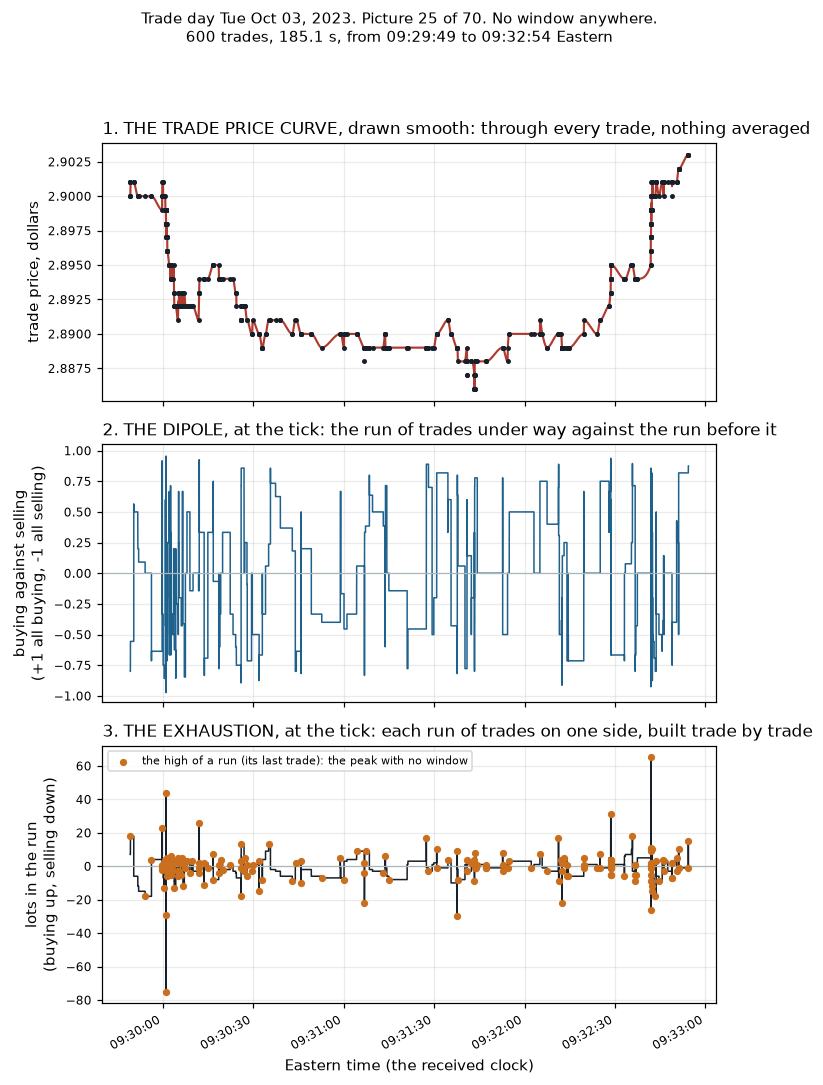 Trade day Tue Oct 03, 2023. Picture 25 of 70. No window anywhere.
600 trades, 185.1 s, from 09:29:49 to 09:32:54 Eastern
1. THE TRADE PRICE CURVE, drawn smooth: through every trade, nothing averaged
trade price, dollars
2.9025
2.9000
2.8975
2.8950
2.8925
2.8900
2.8875
2. THE DIPOLE, at the tick: the run of trades under way against the run before it
buying against selling
(+1 all buying, -1 all selling)
1.00
0.75
0.50
0.25
0.00
−0.25
−0.50
−0.75
−1.00
3. THE EXHAUSTION, at the tick: each run of trades on one side, built trade by trade
the high of a run (its last trade): the peak with no window
lots in the run
(buying up, selling down)
60
40
20
0
−20
−40
−60
−80
09:30:00
09:30:30
09:31:00
09:31:30
09:32:00
09:32:30
09:33:00
Eastern time (the received clock)